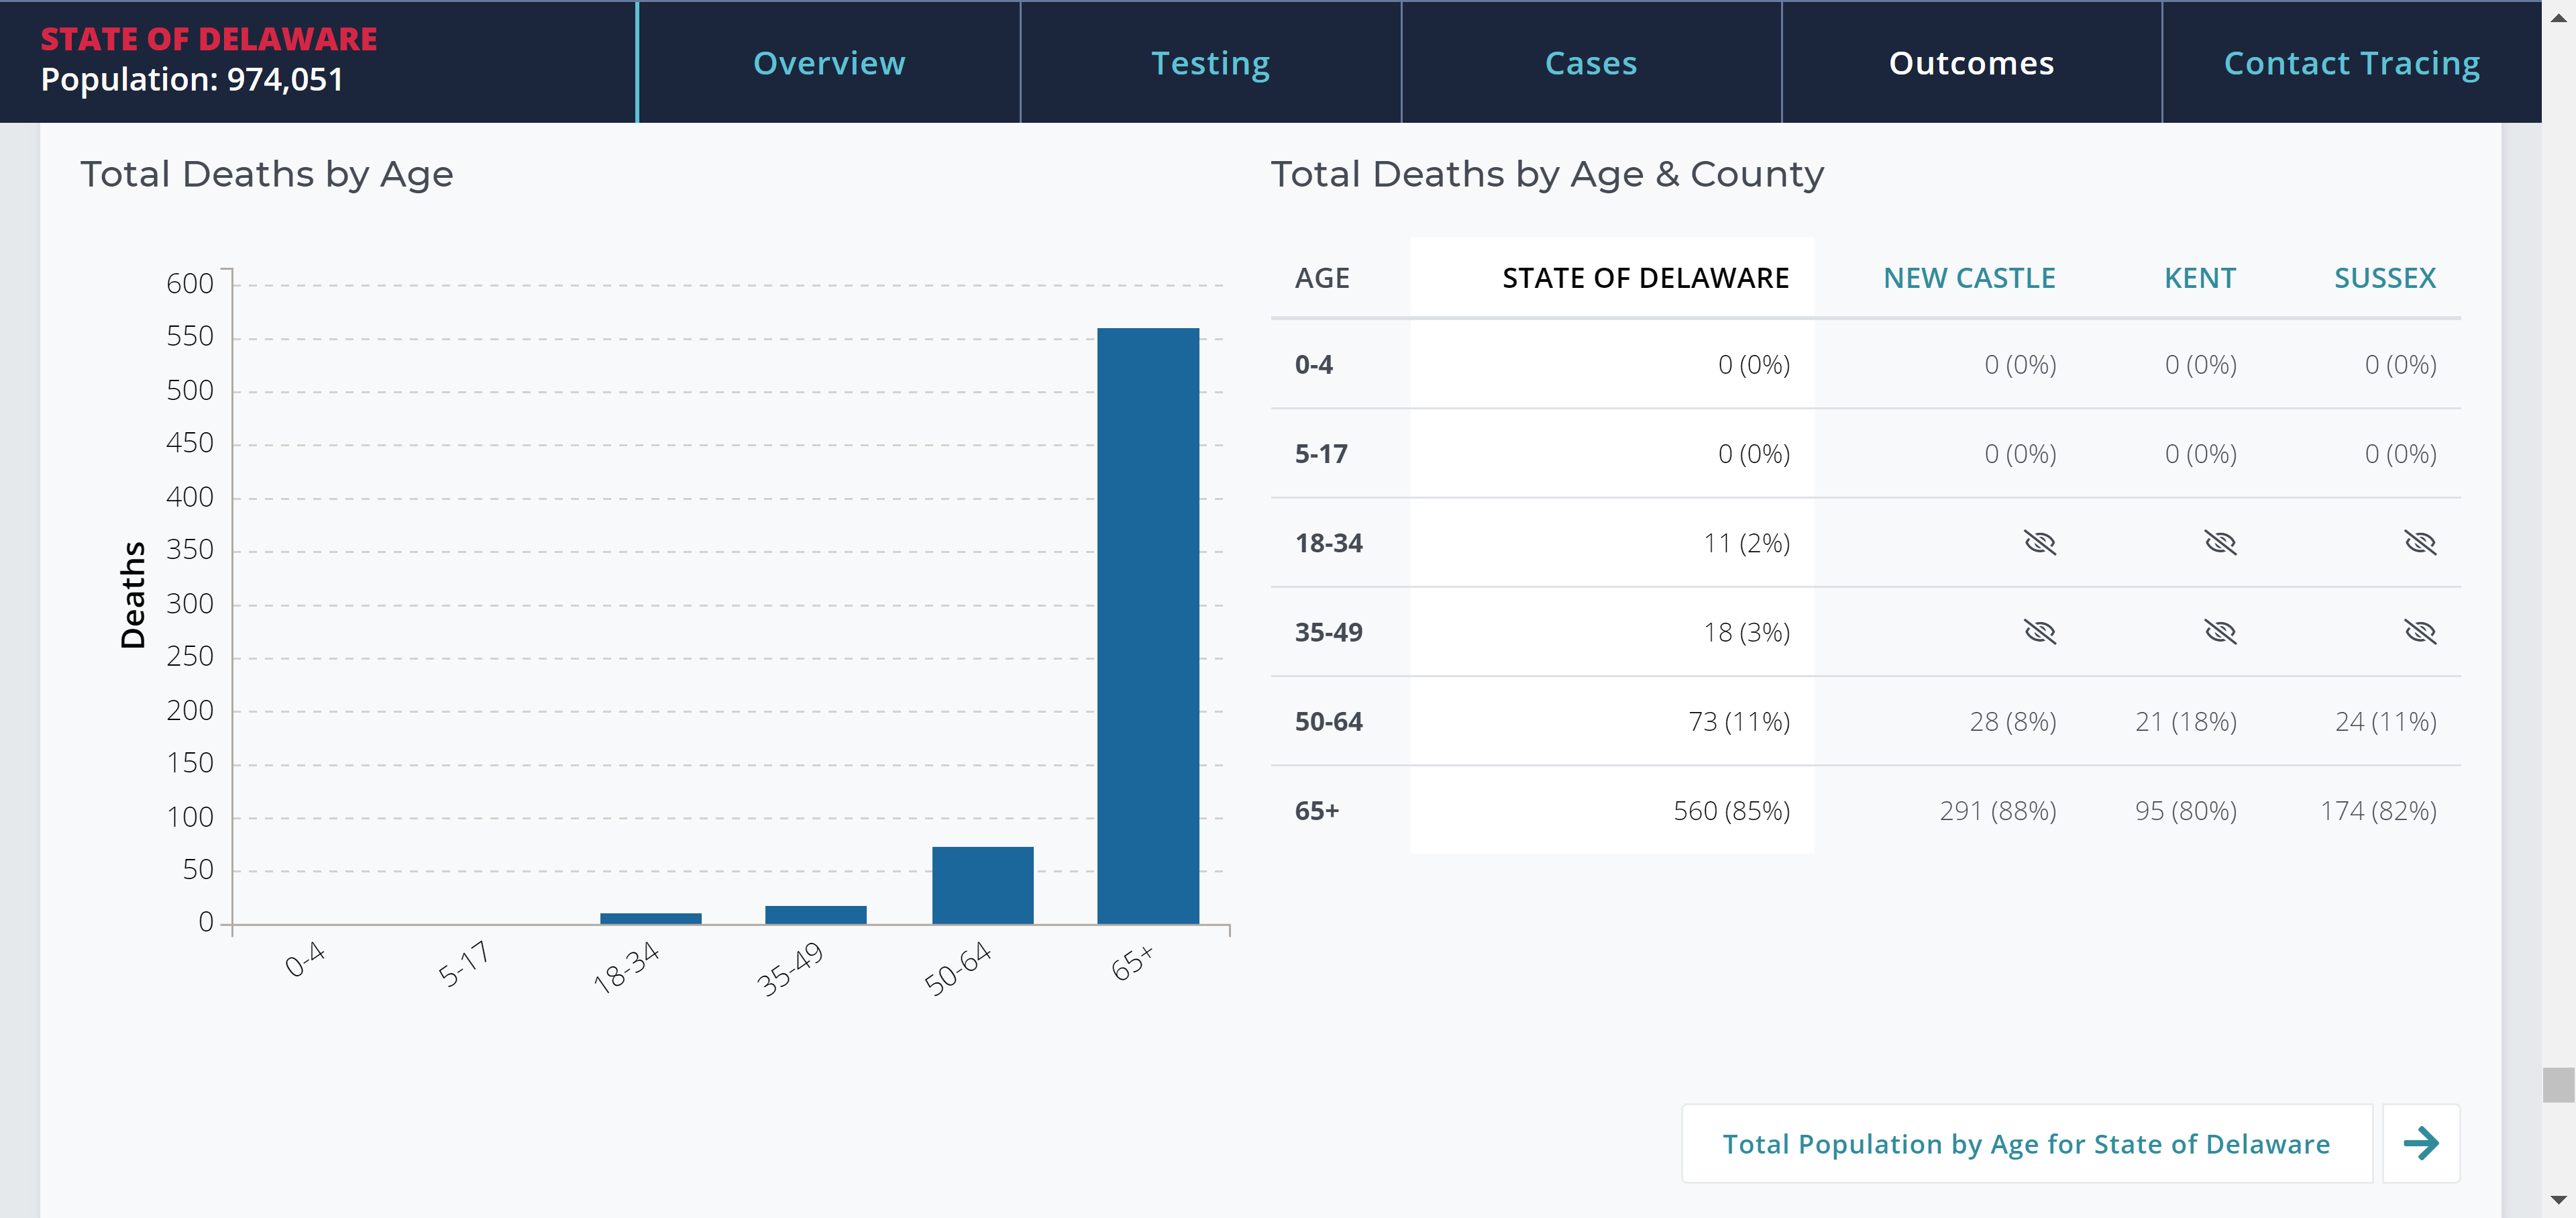 STATE OF DELAWARE
Population: 974,051
Overview
Testing
Cases
Outcomes
Contact Tracing
Total Deaths by Age
Deaths
600
550
500
450
400
350
300
250
200
150
100
50
0
0-4
5-17
18-34
35-49
50-64
65+
Total Deaths by Age & County
AGE STATE OF DELAWARE NEW CASTLE KENT SUSSEX
0-4 0 (0%) 0 (0%) 0 (0%) 0 (0%)
5-17 0 (0%) 0 (0%) 0 (0%) 0 (0%)
18-34 11 (2%)
35-49 18 (3%)
50-64 73 (11%) 28 (8%) 21 (18%) 24 (11%)
65+ 560 (85%) 291 (88%) 95 (80%) 174 (82%)
Total Population by Age for State of Delaware